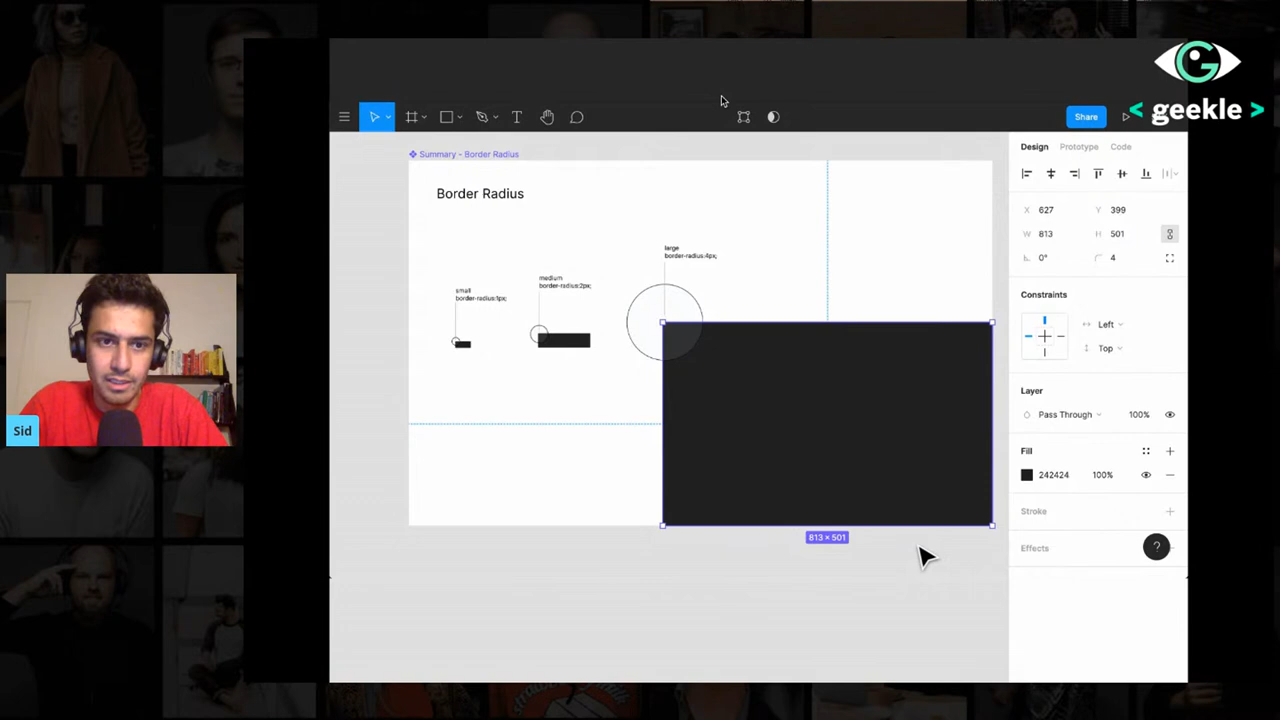 G
< geekle >
Share
T
Summary - Border Radius
Design Prototype Code
Border Radius
X 627 Y 399
W 813 H 501
0° 4
large
border-radius:4px;
medium
border-radius:2px;
small
border-radius:1px;
Constraints
Left
Top
Layer
Pass Through 100%
Sid
Fill
242424 100%
Stroke
813 × 501
Effects
?